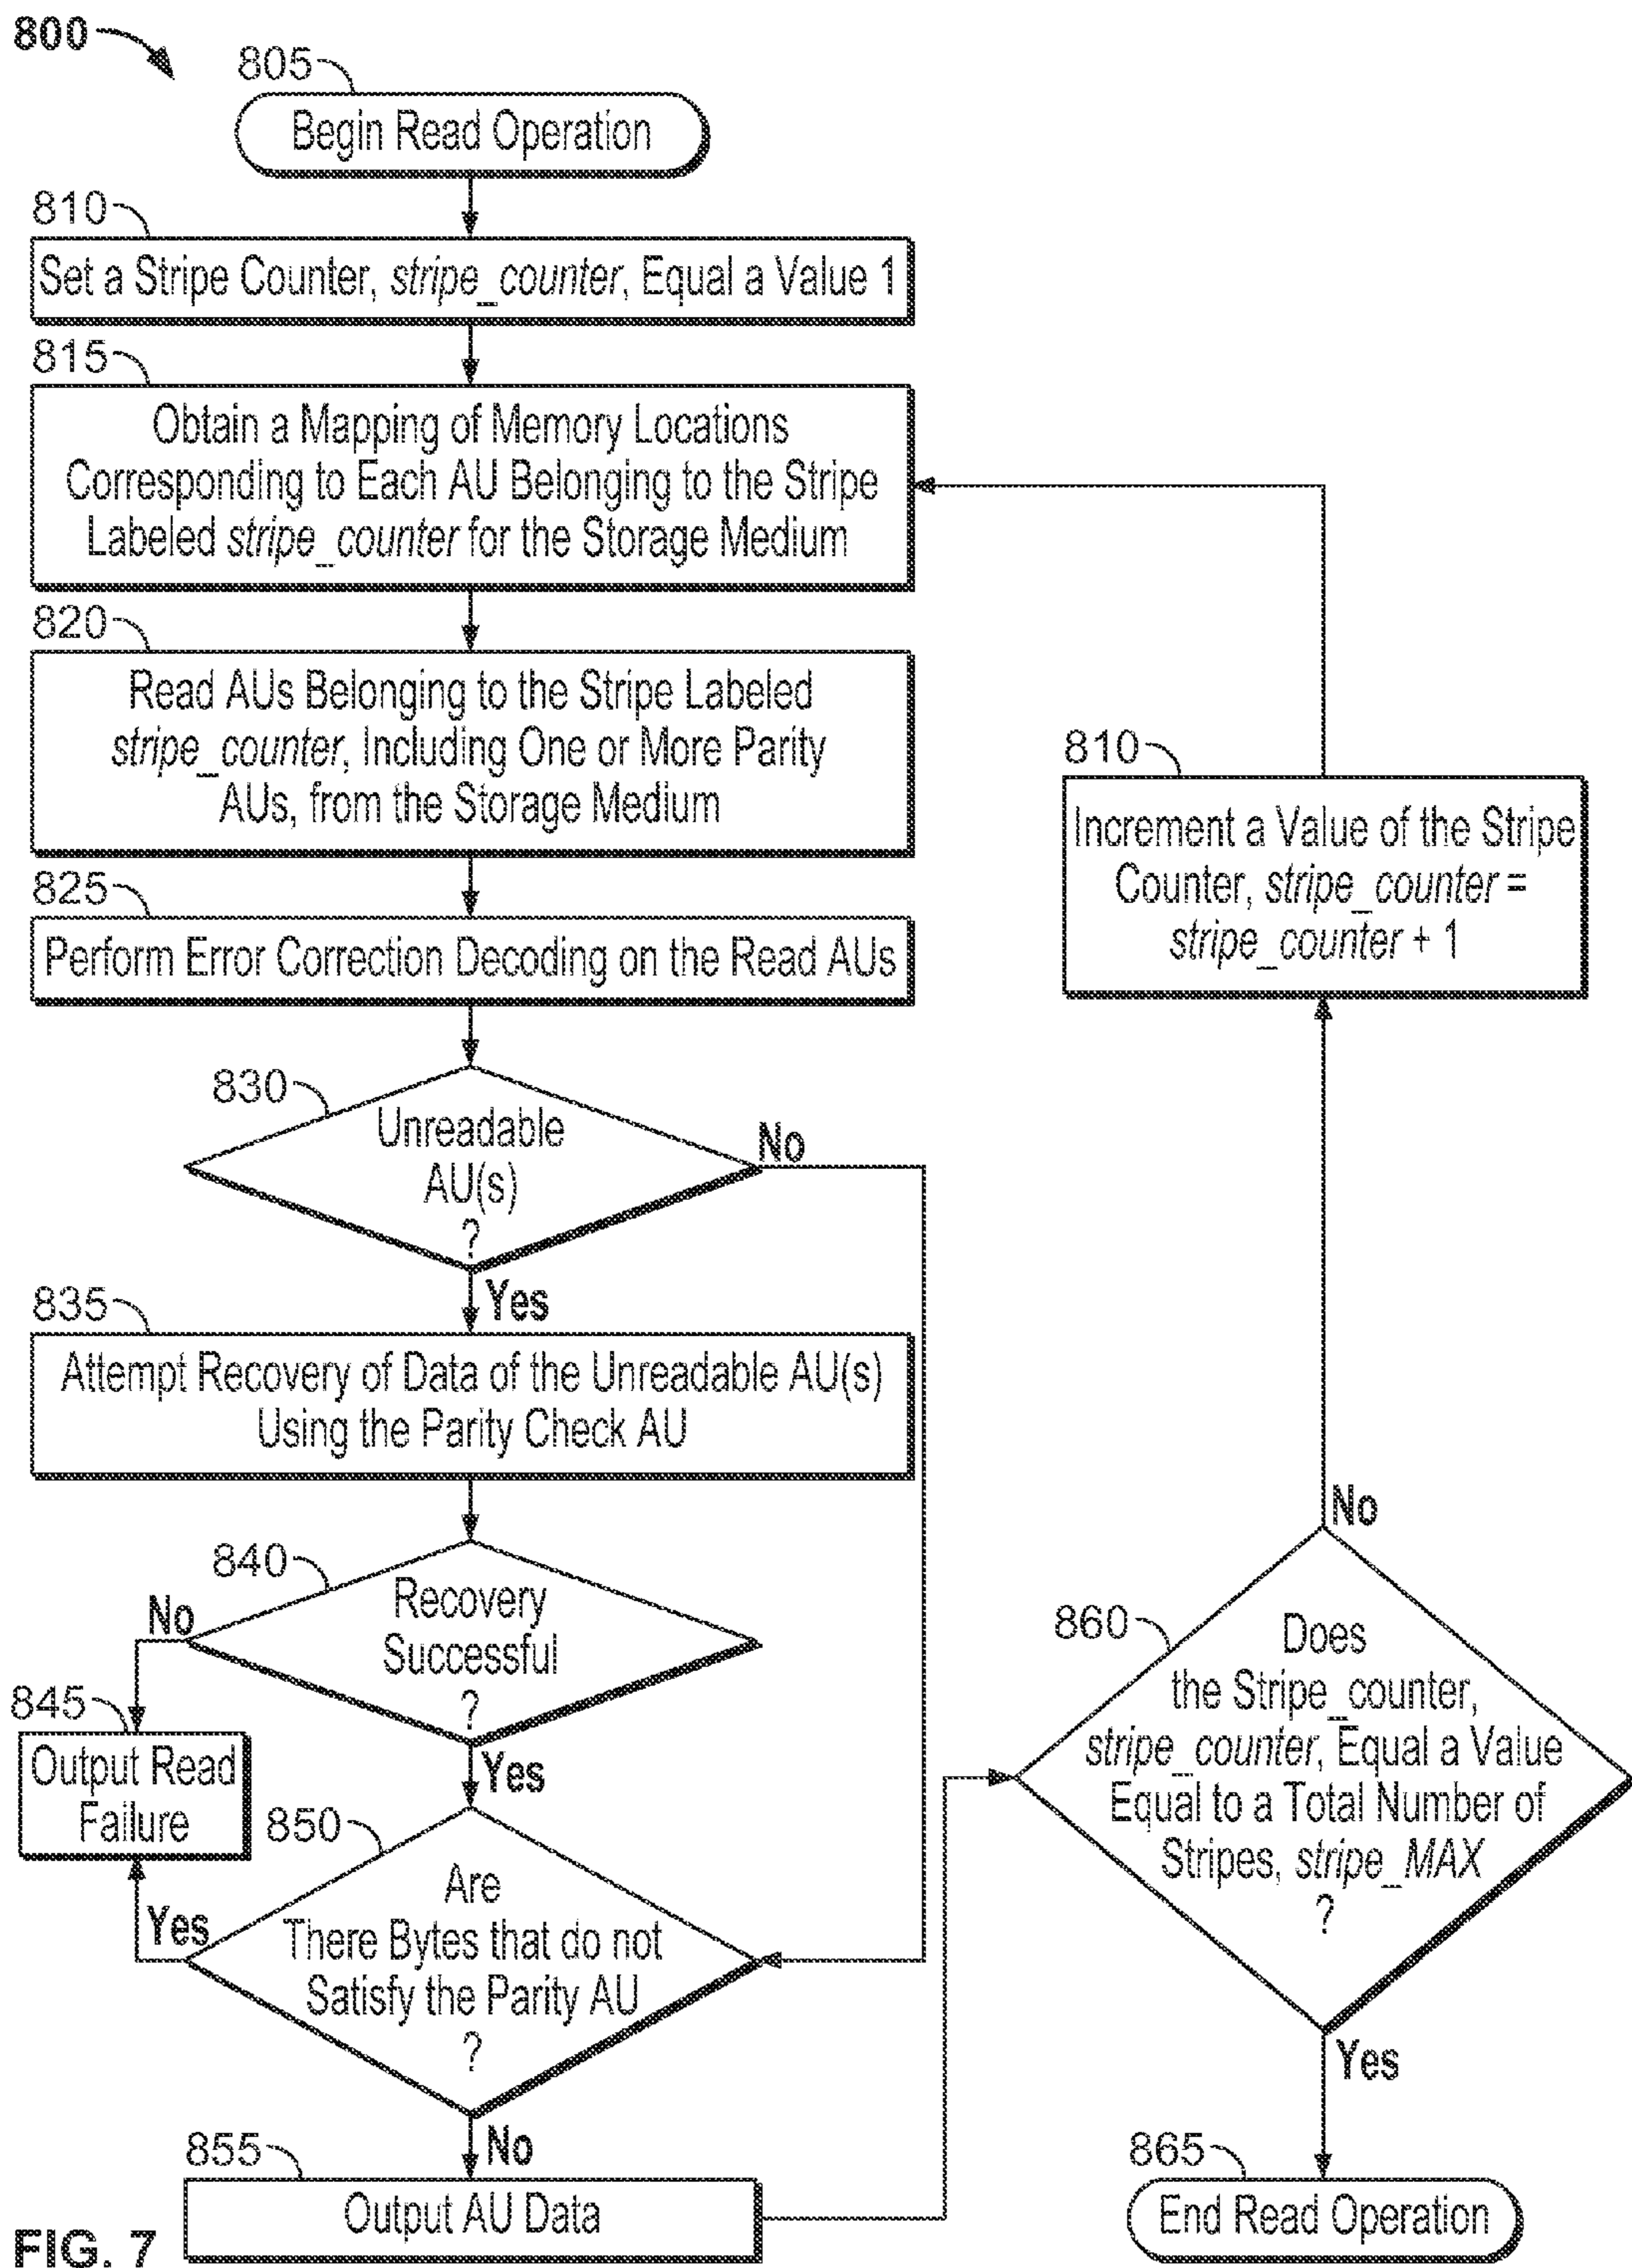 800
805
Begin Read Operation
810
Set a Stripe Counter, stripe_counter, Equal a Value 1
815
Obtain a Mapping of Memory Locations
Corresponding to Each AU Belonging to the Stripe
Labeled stripe_counter for the Storage Medium
820
Read AUs Belonging to the Stripe Labeled
stripe_counter, Including One or More Parity
AUs, from the Storage Medium
825
Perform Error Correction Decoding on the Read AUs
830
Unreadable
AU(s)
?
No
Yes
835
Attempt Recovery of Data of the Unreadable AU(s)
Using the Parity Check AU
840
Recovery
Successful
?
No
Yes
845
Output Read
Failure
850
Are
There Bytes that do not
Satisfy the Parity AU
?
Yes
No
855
Output AU Data
810
Increment a Value of the Stripe
Counter, stripe_counter =
stripe_counter + 1
No
860
Does
the Stripe_counter,
stripe_counter, Equal a Value
Equal to a Total Number of
Stripes, stripe_MAX
?
Yes
865
End Read Operation
FIG. 7